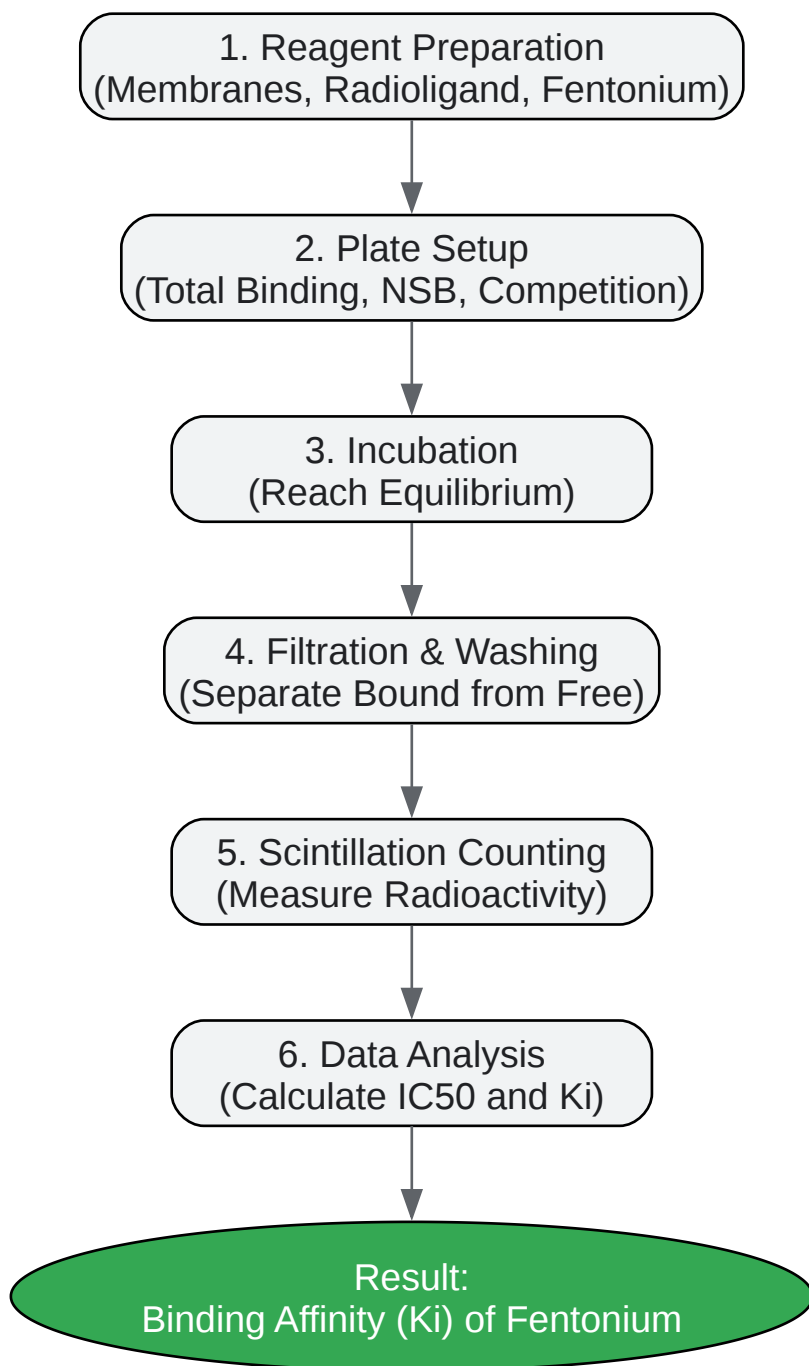 1. Reagent Preparation
(Membranes, Radioligand, Fentonium)
2. Plate Setup
(Total Binding, NSB, Competition)
3. Incubation
(Reach Equilibrium)
4. Filtration & Washing
(Separate Bound from Free)
5. Scintillation Counting
(Measure Radioactivity)
6. Data Analysis
(Calculate IC50 and Ki)
Result:
Binding Affinity (Ki) of Fentonium